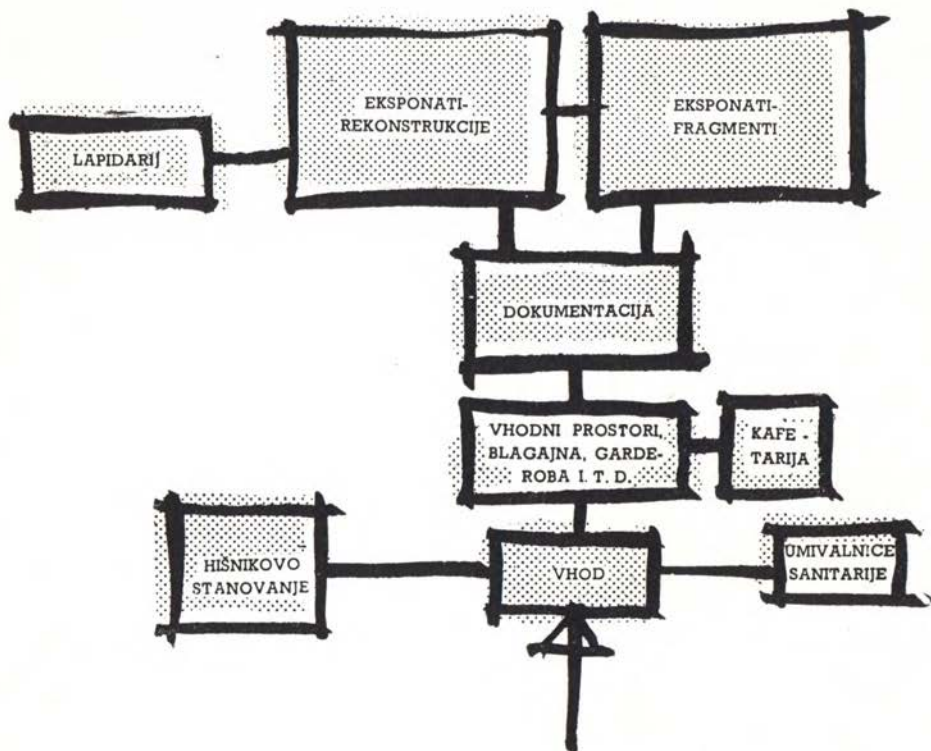 EKSPONATI-
REKONSTRUKCIJE
EKSPONATI-
FRAGMENTI
LAPIDARIJ
DOKUMENTACIJA
VHODNI PROSTORI,
BLAGAJNA, GARDE-
ROBA I. T. D.
KAFE -
TARIJA
HIŠNIKOVO
STANOVANJE
VHOD
UMIVALNICE
SANITARIJE